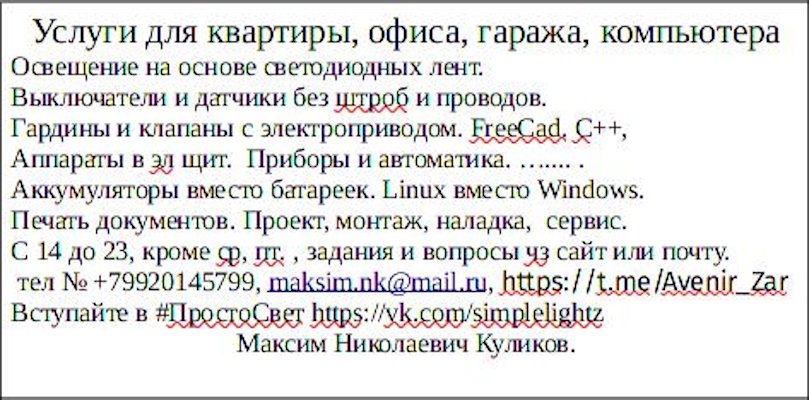 Услуги для квартиры, офиса, гаража, компьютера
Освещение на основе светодиодных лент.
Выключатели и датчики без штроб и проводов.
Гардины и клапаны с электроприводом. FreeCad, C++,
Аппараты в эл щит. Приборы и автоматика. ....... .
Аккумуляторы вместо батареек. Linux вместо Windows.
Печать документов. Проект, монтаж, наладка, сервис.
С 14 до 23, кроме ср, пт. , задания и вопросы чз сайт или почту.
тел № +79920145799, maksim.nk@mail.ru, https://t.me/Avenir_Zar
Вступайте в #ПростоСвет https://vk.com/simplelightz
Максим Николаевич Куликов.